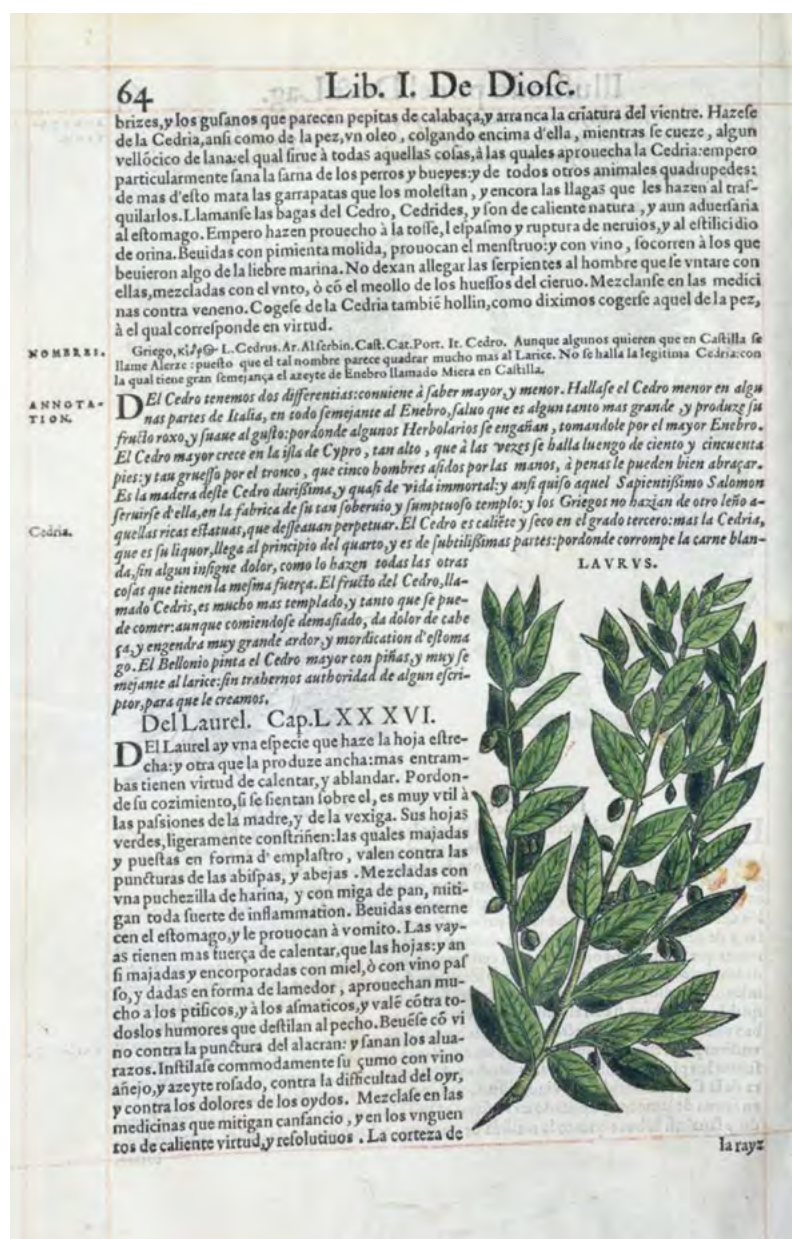 64 Lib. I. De Dioſc.
brizes, y los guſanos que parecen pepitas de calabaça, y arranca la criatura del vientre. Hazeſe
de la Cedria, anſi como de la pez, vn oleo, colgando encima d'ella, mientras ſe cueze, algun
vellócico de lana: el qual ſirue à todas aquellas coſas, à las quales aprouecha la Cedria: empero
particularmente ſana la ſarna de los perros y bueyes: y de todos otros animales quadrupedes:
de mas d'eſto mata las garrapatas que los moleſtan, y encora las llagas que les hazen al traſ-
quilarlos. Llamanſe las bagas del Cedro, Cedrides, y ſon de caliente natura, y aun aduerſaria
al eſtomago. Empero hazen prouecho à la toſſe, l eſpaſmo y ruptura de neruios, y al eſtilicidio
de orina. Beuidas con pimienta molida, prouocan el menſtruo: y con vino, ſocorren à los que
beuieron algo de la liebre marina. No dexan allegar las ſerpientes al hombre que ſe vntare con
ellas, mezcladas con el vnto, ò cõ el meollo de los hueſſos del cieruo. Mezclanſe en las medici
nas contra veneno. Cogeſe de la Cedria tambiẽ hollin, como diximos cogerſe aquel de la pez,
à el qual correſponde en virtud.
NOMBRES.
Griego, L. Cedrus. Ar. Alſerbin. Caſt. Cat. Port. It. Cedro. Aunque algunos quieren que en Caſtilla ſe
llame Alerze: pueſto que el tal nombre parece quadrar mucho mas al Larice. No ſe halla la legitima Cedria: con
la qual tiene gran ſemejança el azeyte de Enebro llamado Miera en Caſtilla.
ANNOTA-
TION.
DEl Cedro tenemos dos differentias: conuiene à ſaber mayor, y menor. Hallaſe el Cedro menor en algu
nas partes de Italia, en todo ſemejante al Enebro, ſaluo que es algun tanto mas grande, y produze ſu
fructo roxo, y ſuaue al guſto: pordonde algunos Herbolarios ſe engañan, tomandole por el mayor Enebro.
El Cedro mayor crece en la iſla de Cypro, tan alto, que à las vezes ſe halla luengo de ciento y cincuenta
pies: y tan grueſſo por el tronco, que cinco hombres aſidos por las manos, à penas le pueden bien abraçar.
Es la madera deſte Cedro duriſsima, y quaſi de vida immortal: y anſi quiſo aquel Sapientiſsimo Salomon
ſeruirſe d'ella, en la fabrica de ſu tan ſoberuio y ſumptuoſo templo: y los Griegos no hazian de otro leño a-
quellas ricas eſtatuas, que deſſeauan perpetuar. El Cedro es caliẽte y ſeco en el grado tercero: mas la Cedria,
Cedria.
que es ſu liquor, llega al principio del quarto, y es de ſubtiliſsimas partes: pordonde corrompe la carne blan-
da, ſin algun inſigne dolor, como lo hazen todas las otras
coſas que tienen la meſma fuerça. El fructo del Cedro, lla-
mado Cedris, es mucho mas templado, y tanto que ſe pue-
de comer: aunque comiendoſe demaſiado, da dolor de cabe
ça, y engendra muy grande ardor, y mordication d'eſtoma
go. El Bellonio pinta el Cedro mayor con piñas, y muy ſe
mejante al larice: ſin trahernos authoridad de algun eſcri-
ptor, para que le creamos.
LAVRVS.
Del Laurel. Cap. LXXXVI.
DEl Laurel ay vna eſpecie que haze la hoja eſtre-
cha: y otra que la produze ancha: mas entram-
bas tienen virtud de calentar, y ablandar. Pordon-
de ſu cozimiento, ſi ſe ſientan ſobre el, es muy vtil à
las paſsiones de la madre, y de la vexiga. Sus hojas
verdes, ligeramente conſtriñen: las quales majadas
y pueſtas en forma d'emplaſtro, valen contra las
puncturas de las abiſpas, y abejas. Mezcladas con
vna puchezilla de harina, y con miga de pan, miti-
gan toda ſuerte de inflammation. Beuidas enterne
cen el eſtomago, y le prouocan à vomito. Las vay-
as tienen mas fuerça de calentar, que las hojas: y an
ſi majadas y encorporadas con miel, ò con vino paſ
ſo, y dadas en forma de lamedor, aprouechan mu-
cho a los ptiſicos, y à los aſmaticos, y valẽ cõtra to-
doslos humores que deſtilan al pecho. Beuẽſe cõ vi
no contra la punctura del alacran: y ſanan los alua-
razos. Inſtilaſe commodamente ſu çumo con vino
añejo, y azeyte roſado, contra la difficultad del oyr,
y contra los dolores de los oydos. Mezclaſe en las
medicinas que mitigan canſancio, y en los vnguen
tos de caliente virtud, y reſolutiuos. La corteza de
la rayz